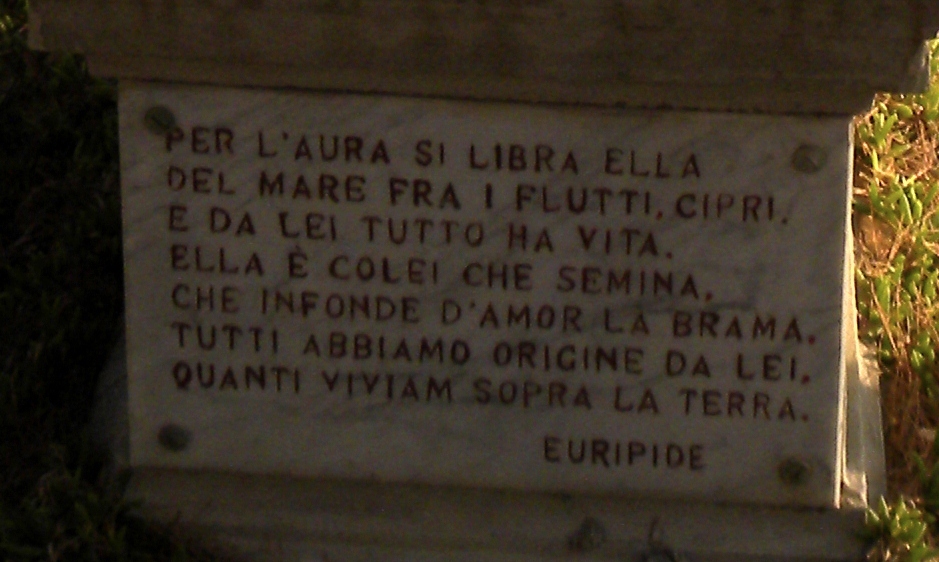 PER L'AURA SI LIBRA ELLA
DEL MARE FRA I FLUTTI, CIPRI.
E DA LEI TUTTO HA VITA.
ELLA È COLEI CHE SEMINA,
CHE INFONDE D'AMOR LA BRAMA.
TUTTI ABBIAMO ORIGINE DA LEI,
QUANTI VIVIAM SOPRA LA TERRA.
EURIPIDE